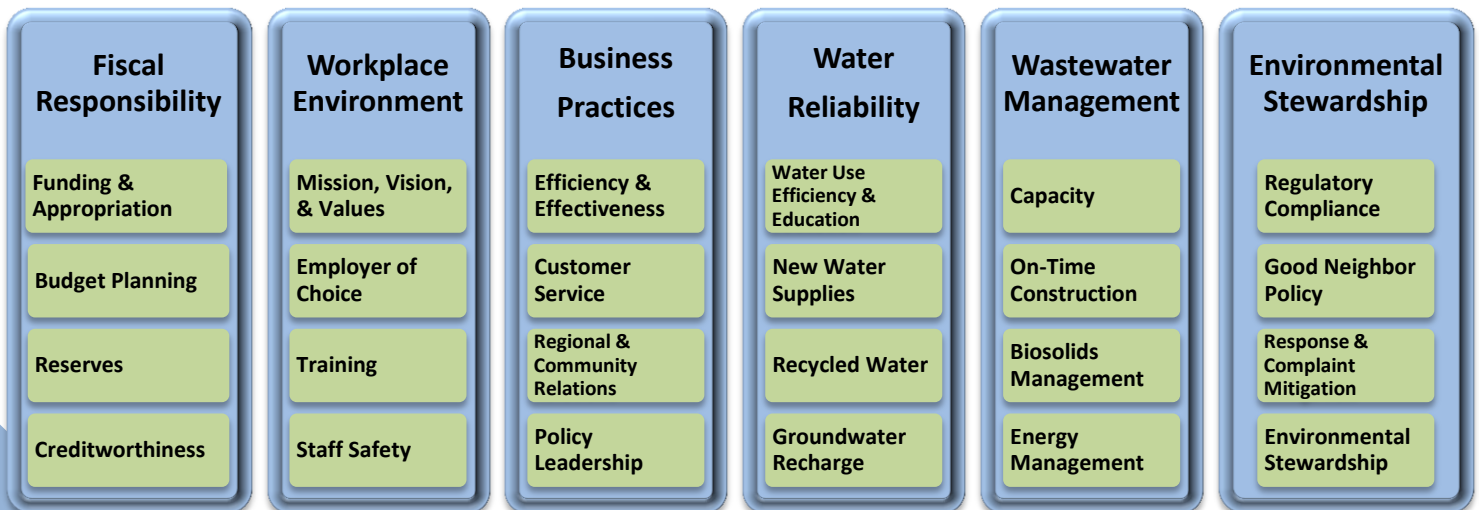 Fiscal
Responsibility
Funding &
Appropriation
Budget Planning
Reserves
Creditworthiness
Workplace
Environment
Mission, Vision,
& Values
Employer of
Choice
Training
Staff Safety
Business
Practices
Efficiency &
Effectiveness
Customer
Service
Regional &
Community
Relations
Policy
Leadership
Water
Reliability
Water Use
Efficiency &
Education
New Water
Supplies
Recycled Water
Groundwater
Recharge
Wastewater
Management
Capacity
On-Time
Construction
Biosolids
Management
Energy
Management
Environmental
Stewardship
Regulatory
Compliance
Good Neighbor
Policy
Response &
Complaint
Mitigation
Environmental
Stewardship